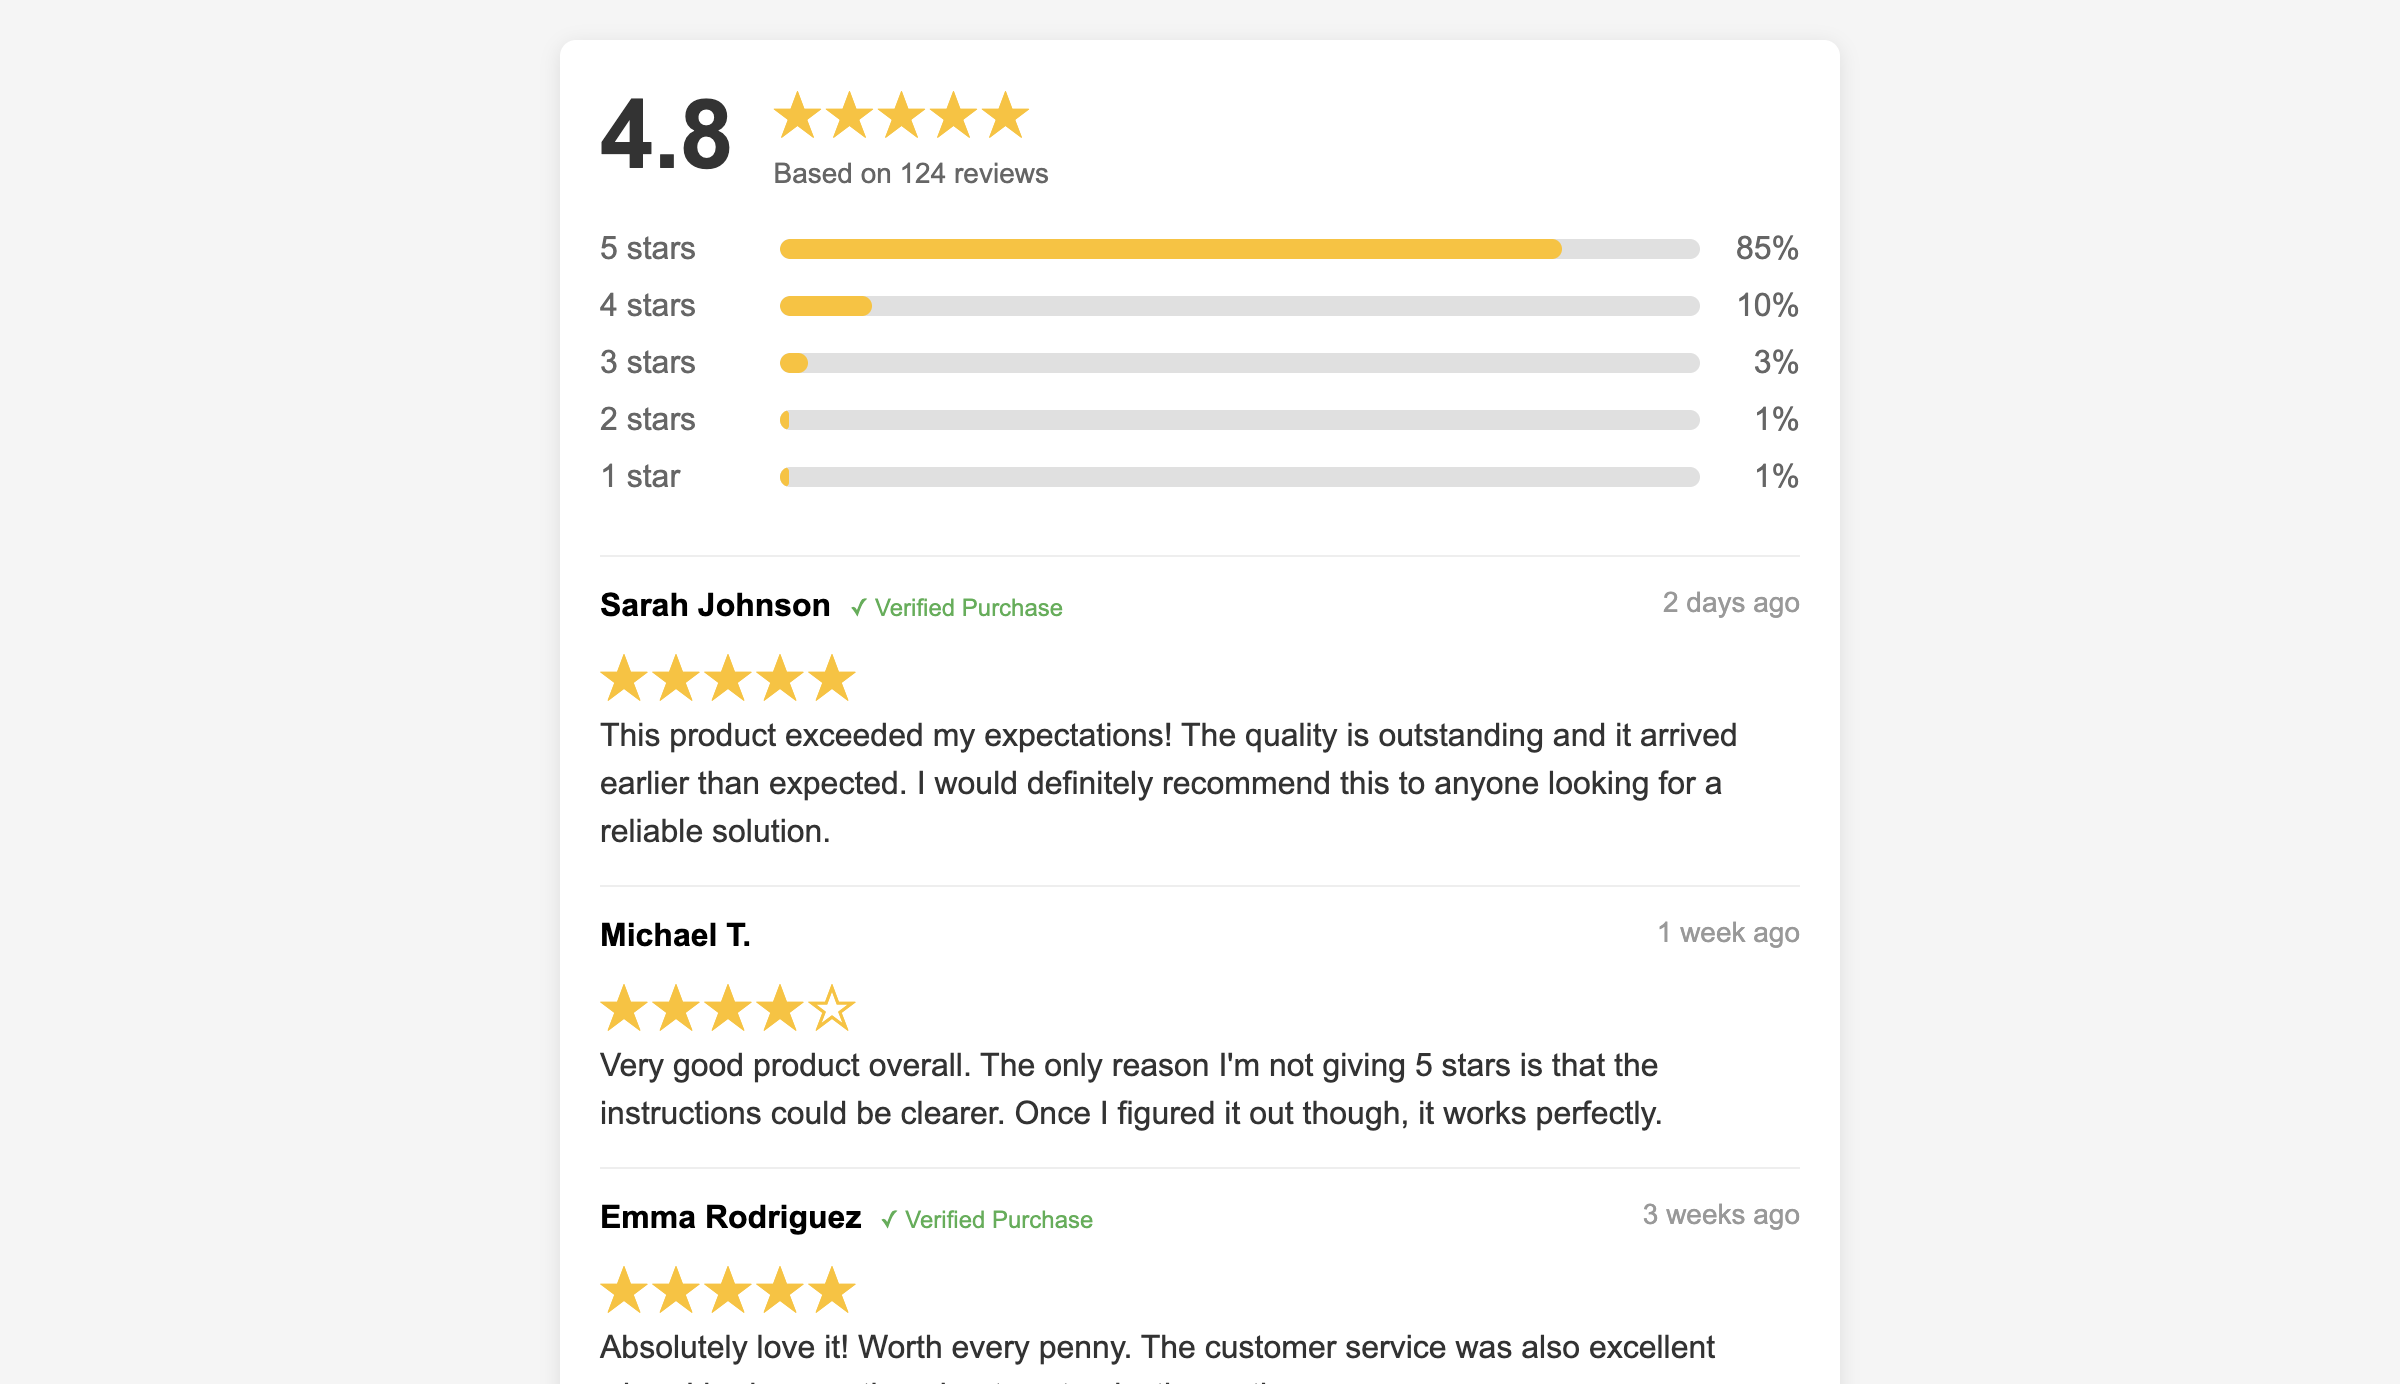 4.8
★★★★★
Based on 124 reviews
5 stars 85%
4 stars 10%
3 stars 3%
2 stars 1%
1 star 1%
Sarah Johnson ✓ Verified Purchase 2 days ago
★★★★★
This product exceeded my expectations! The quality is outstanding and it arrived
earlier than expected. I would definitely recommend this to anyone looking for a
reliable solution.
Michael T. 1 week ago
★★★★☆
Very good product overall. The only reason I'm not giving 5 stars is that the
instructions could be clearer. Once I figured it out though, it works perfectly.
Emma Rodriguez ✓ Verified Purchase 3 weeks ago
★★★★★
Absolutely love it! Worth every penny. The customer service was also excellent